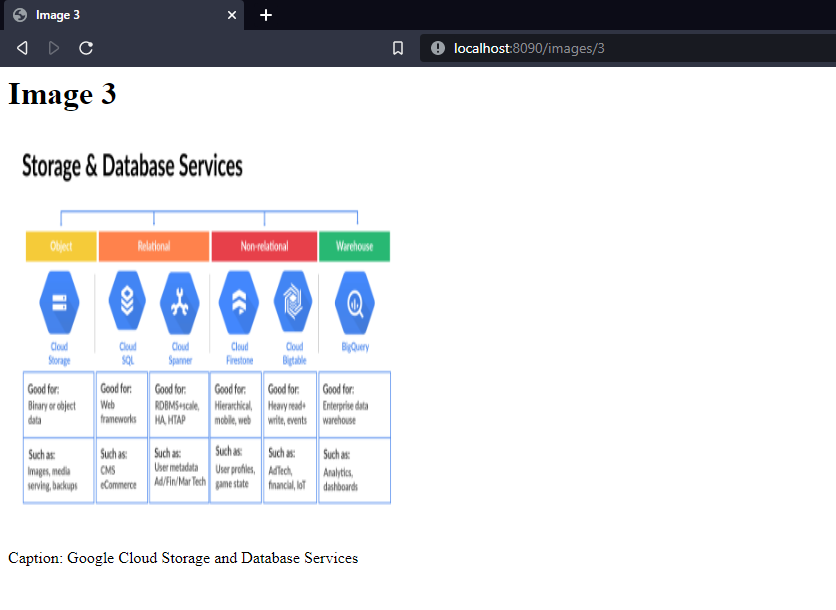 Image 3
localhost:8090/images/3
Image 3
Storage & Database Services
Object Relational Non-relational Warehouse
Cloud Storage
Cloud SQL
Cloud Spanner
Cloud Firestone
Cloud Bigtable
BigQuery
Good for:
Binary or object
data
Good for:
Web
frameworks
Good for:
RDBMS+scale,
HA, HTAP
Good for:
Hierarchical,
mobile, web
Good for:
Heavy read+
write, events
Good for:
Enterprise data
warehouse
Such as:
Images, media
serving, backups
Such as:
CMS
eCommerce
Such as:
User metadata
Ad/Fin/Mar Tech
Such as:
User profiles,
game state
Such as:
AdTech,
financial, IoT
Such as:
Analytics,
dashboards
Caption: Google Cloud Storage and Database Services